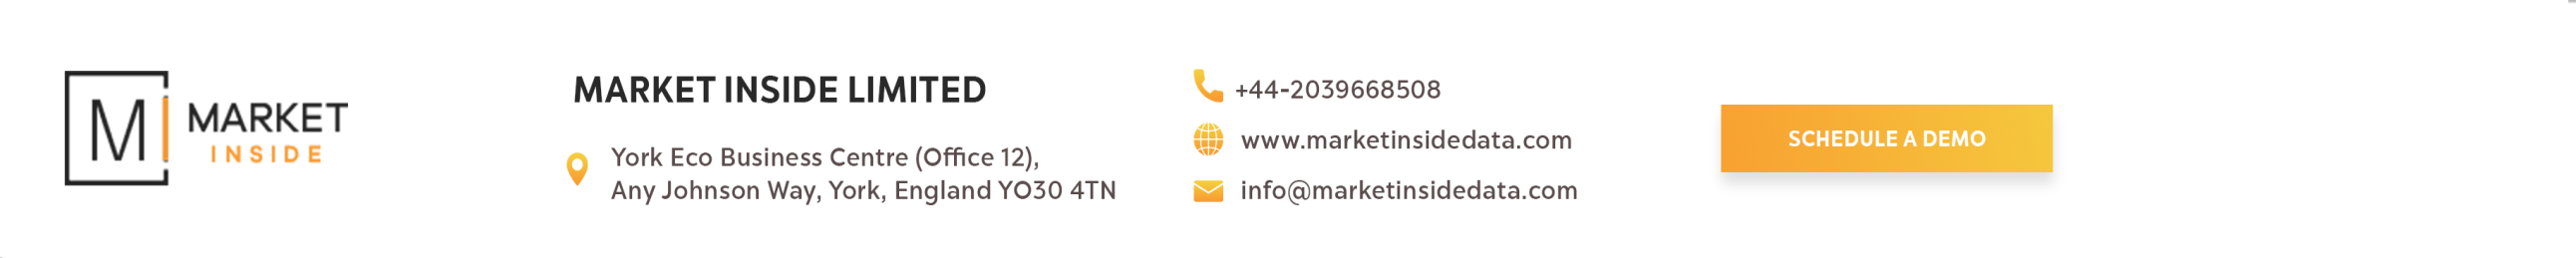 MI MARKET
INSIDE
MARKET INSIDE LIMITED
York Eco Business Centre (Office 12),
Any Johnson Way, York, England YO30 4TN
+44-2039668508
www.marketinsidedata.com
info@marketinsidedata.com
SCHEDULE A DEMO